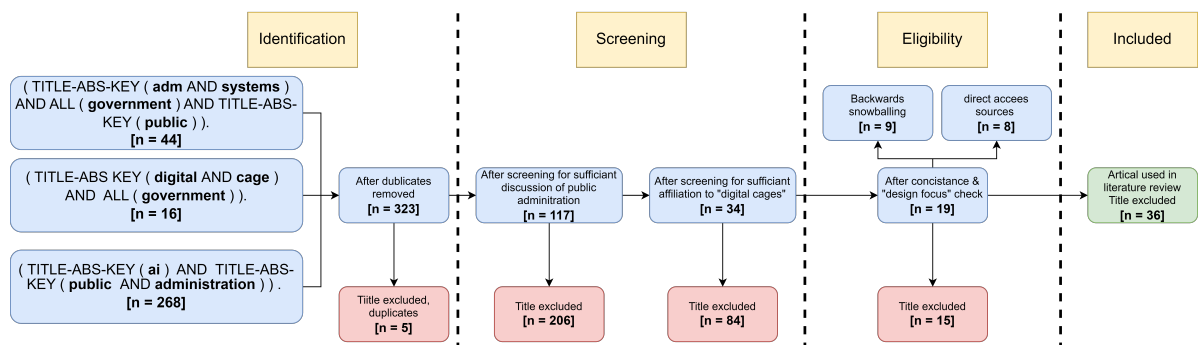 Identification
Screening
Eligibility
Included
( TITLE-ABS-KEY ( adm AND systems )
AND ALL ( government ) AND TITLE-ABS-
KEY ( public ) ).
[n = 44]
( TITLE-ABS KEY ( digital AND cage )
AND ALL ( government ) ).
[n = 16]
( TITLE-ABS-KEY ( ai ) AND TITLE-ABS-
KEY ( public AND administration ) ) .
[n = 268]
After dublicates
removed
[n = 323]
Tiitle excluded,
duplicates
[n = 5]
After screening for sufficient
discussion of public
adminitration
[n = 117]
Title excluded
[n = 206]
After screening for sufficient
affiliation to "digital cages"
[n = 34]
Title excluded
[n = 84]
Backwards
snowballing
[n = 9]
direct accees
sources
[n = 8]
After concistance &
"design focus" check
[n = 19]
Title excluded
[n = 15]
Artical used in
literature review
Title excluded
[n = 36]